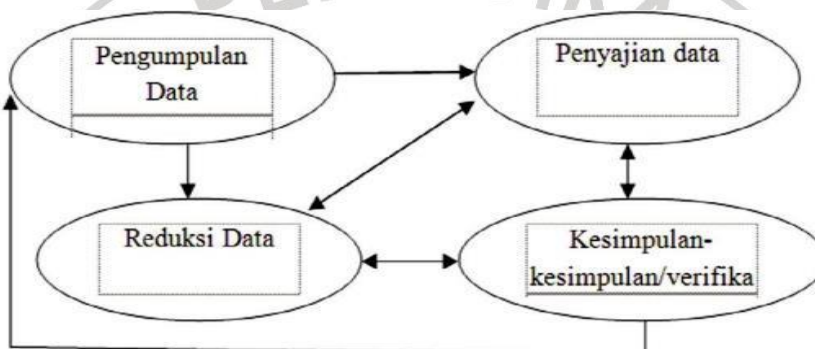 Pengumpulan
Data
Penyajian data
Reduksi Data
Kesimpulan-
kesimpulan/verifika